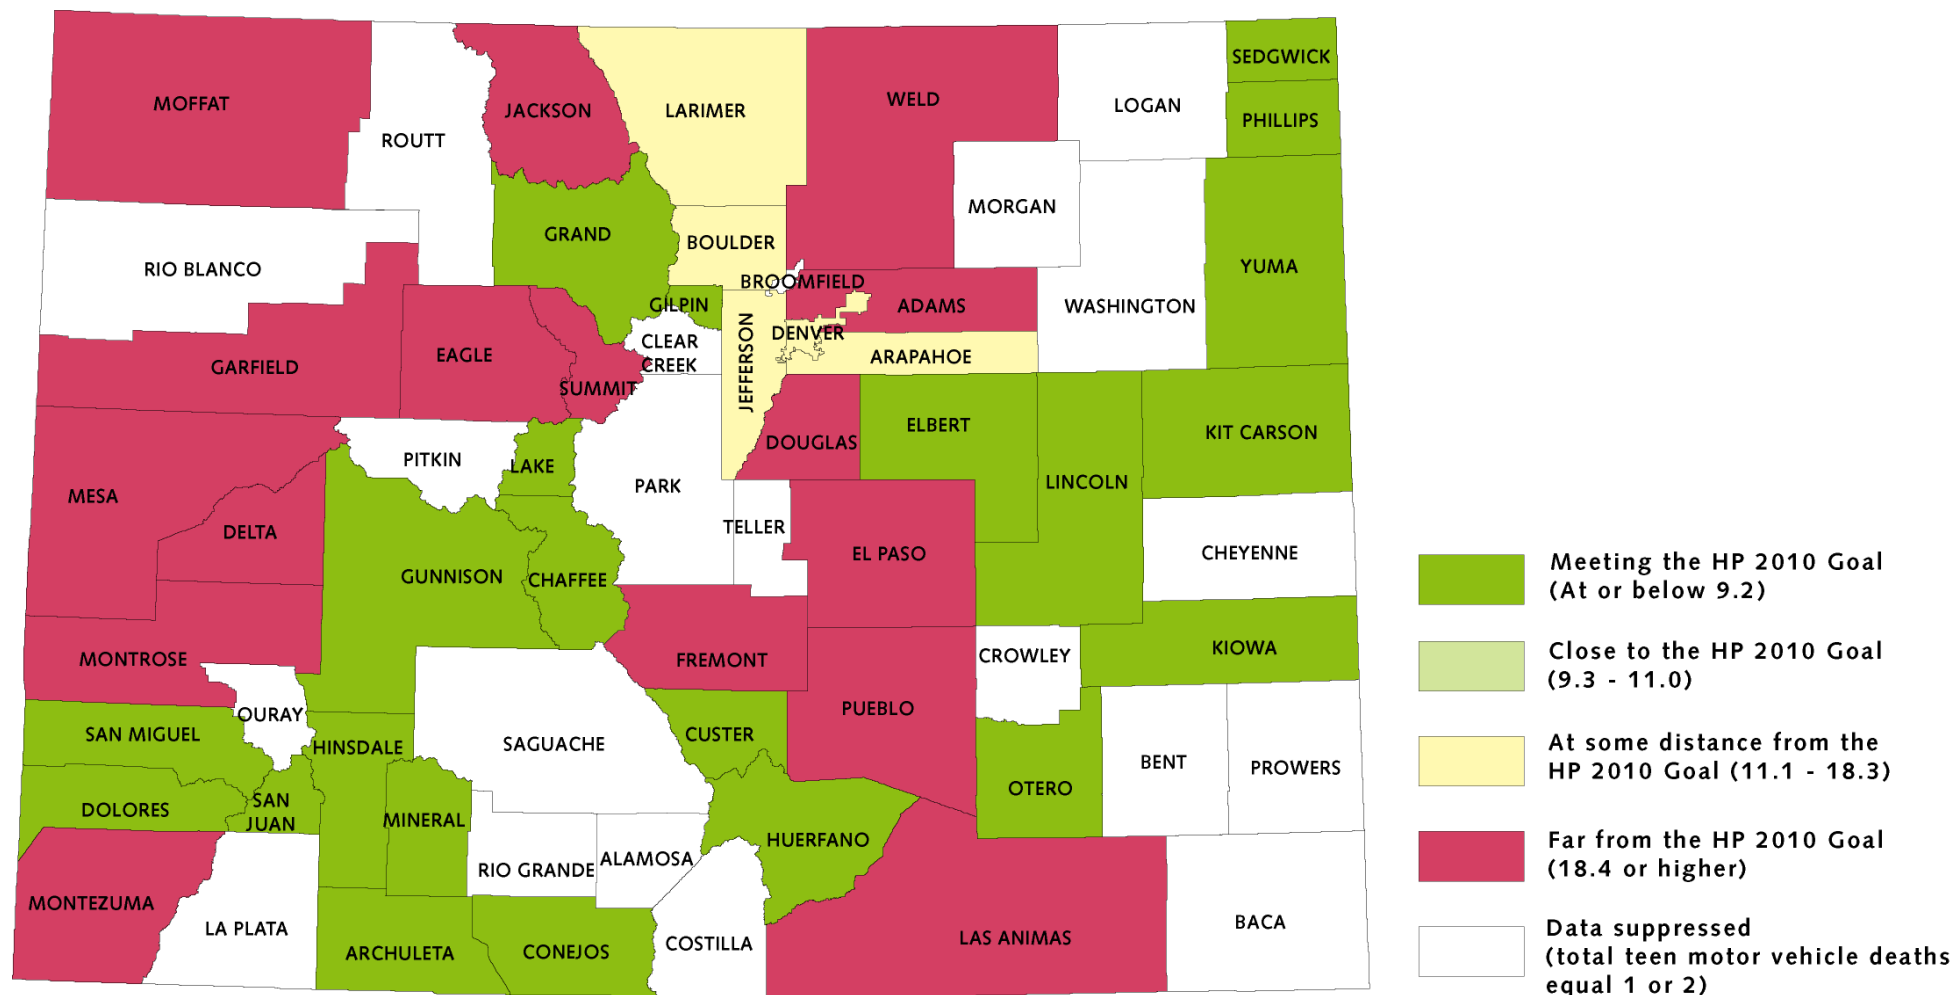 SEDGWICK
MOFFAT
JACKSON
LARIMER
WELD
LOGAN
PHILLIPS
ROUTT
MORGAN
GRAND
BOULDER
RIO BLANCO
YUMA
BROOMFIELD
GILPIN
ADAMS
WASHINGTON
DENVER
CLEAR
CREEK
EAGLE
ARAPAHOE
GARFIELD
JEFFERSON
SUMMIT
ELBERT
KIT CARSON
DOUGLAS
PITKIN
LAKE
LINCOLN
PARK
MESA
TELLER
DELTA
EL PASO
CHEYENNE
GUNNISON
CHAFFEE
KIOWA
CROWLEY
MONTROSE
FREMONT
PUEBLO
OURAY
SAN MIGUEL
CUSTER
HINSDALE
SAGUACHE
BENT
PROWERS
OTERO
DOLORES
SAN
JUAN
MINERAL
HUERFANO
RIO GRANDE
ALAMOSA
MONTEZUMA
LA PLATA
BACA
LAS ANIMAS
COSTILLA
ARCHULETA
CONEJOS
Meeting the HP 2010 Goal
(At or below 9.2)
Close to the HP 2010 Goal
(9.3 - 11.0)
At some distance from the
HP 2010 Goal (11.1 - 18.3)
Far from the HP 2010 Goal
(18.4 or higher)
Data suppressed
(total teen motor vehicle deaths
equal 1 or 2)